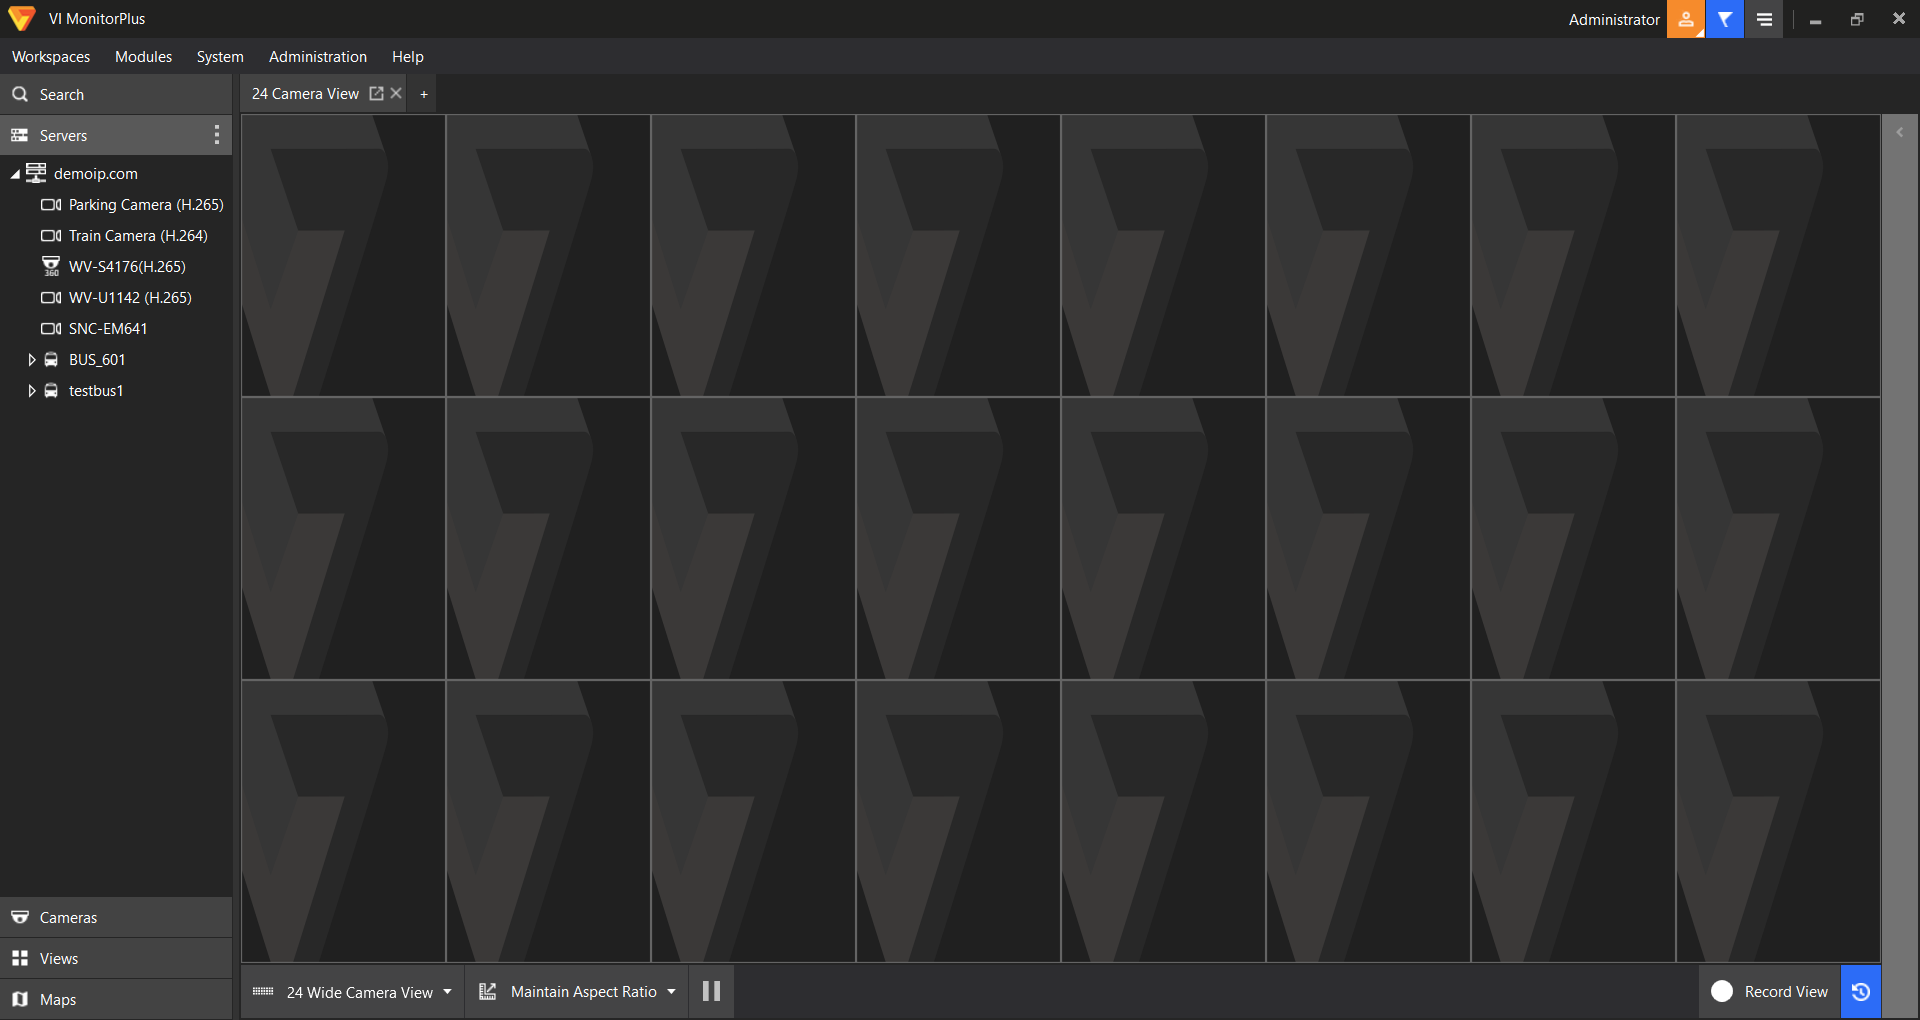 VI MonitorPlus
Administrator
Workspaces Modules System Administration Help
Search
24 Camera View
+
Servers
demoip.com
Parking Camera (H.265)
Train Camera (H.264)
360
WV-S4176(H.265)
WV-U1142 (H.265)
SNC-EM641
BUS_601
testbus1
Cameras
Views
Maps
24 Wide Camera View
Maintain Aspect Ratio
Record View